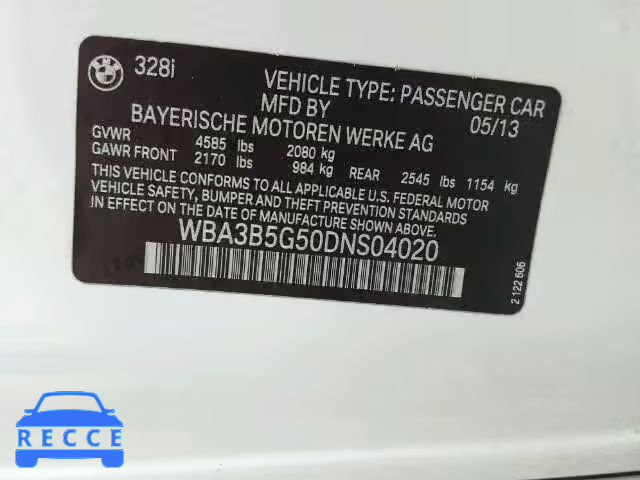 BMW
328i
VEHICLE TYPE: PASSENGER CAR
MFD BY 05/13
BAYERISCHE MOTOREN WERKE AG
GVWR 4585 lbs 2080 kg
GAWR FRONT 2170 lbs 984 kg REAR 2545 lbs 1154 kg
THIS VEHICLE CONFORMS TO ALL APPLICABLE U.S. FEDERAL MOTOR
VEHICLE SAFETY, BUMPER AND THEFT PREVENTION STANDARDS
IN EFFECT ON THE DATE OF MANUFACTURE SHOWN ABOVE.
WBA3B5G50DNS04020
2 122 606
RECCE